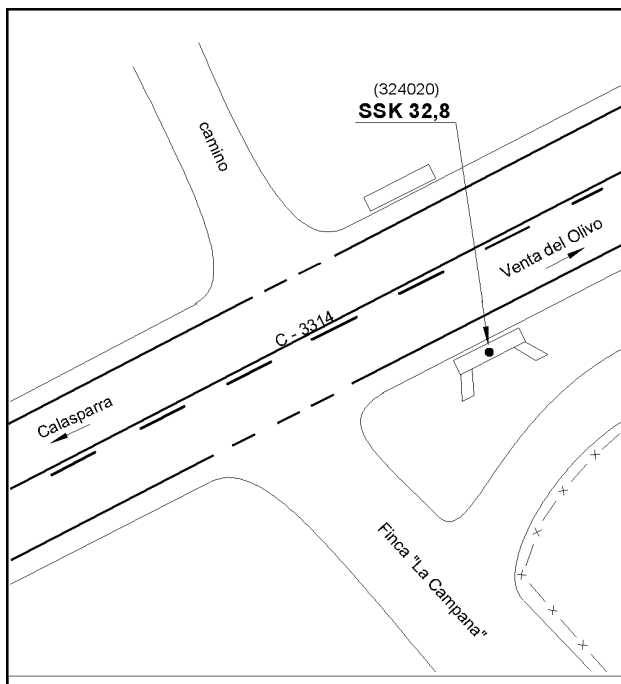 (324020)
SSK 32,8
camino
Venta del Olivo
C - 3314
Calasparra
Finca "La Campana"